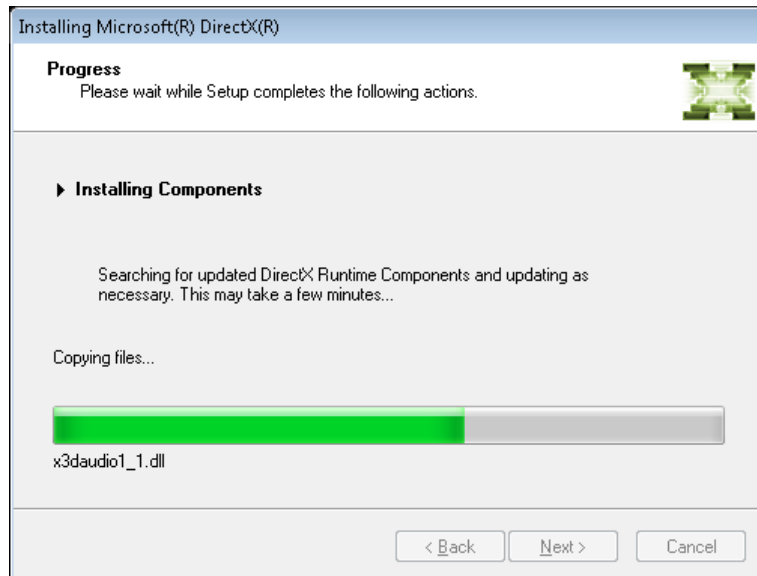 Installing Microsoft(R) DirectX(R)
Progress
Please wait while Setup completes the following actions.
Installing Components
Searching for updated DirectX Runtime Components and updating as
necessary. This may take a few minutes...
Copying files...
x3daudio1_1.dll
< Back
Next >
Cancel